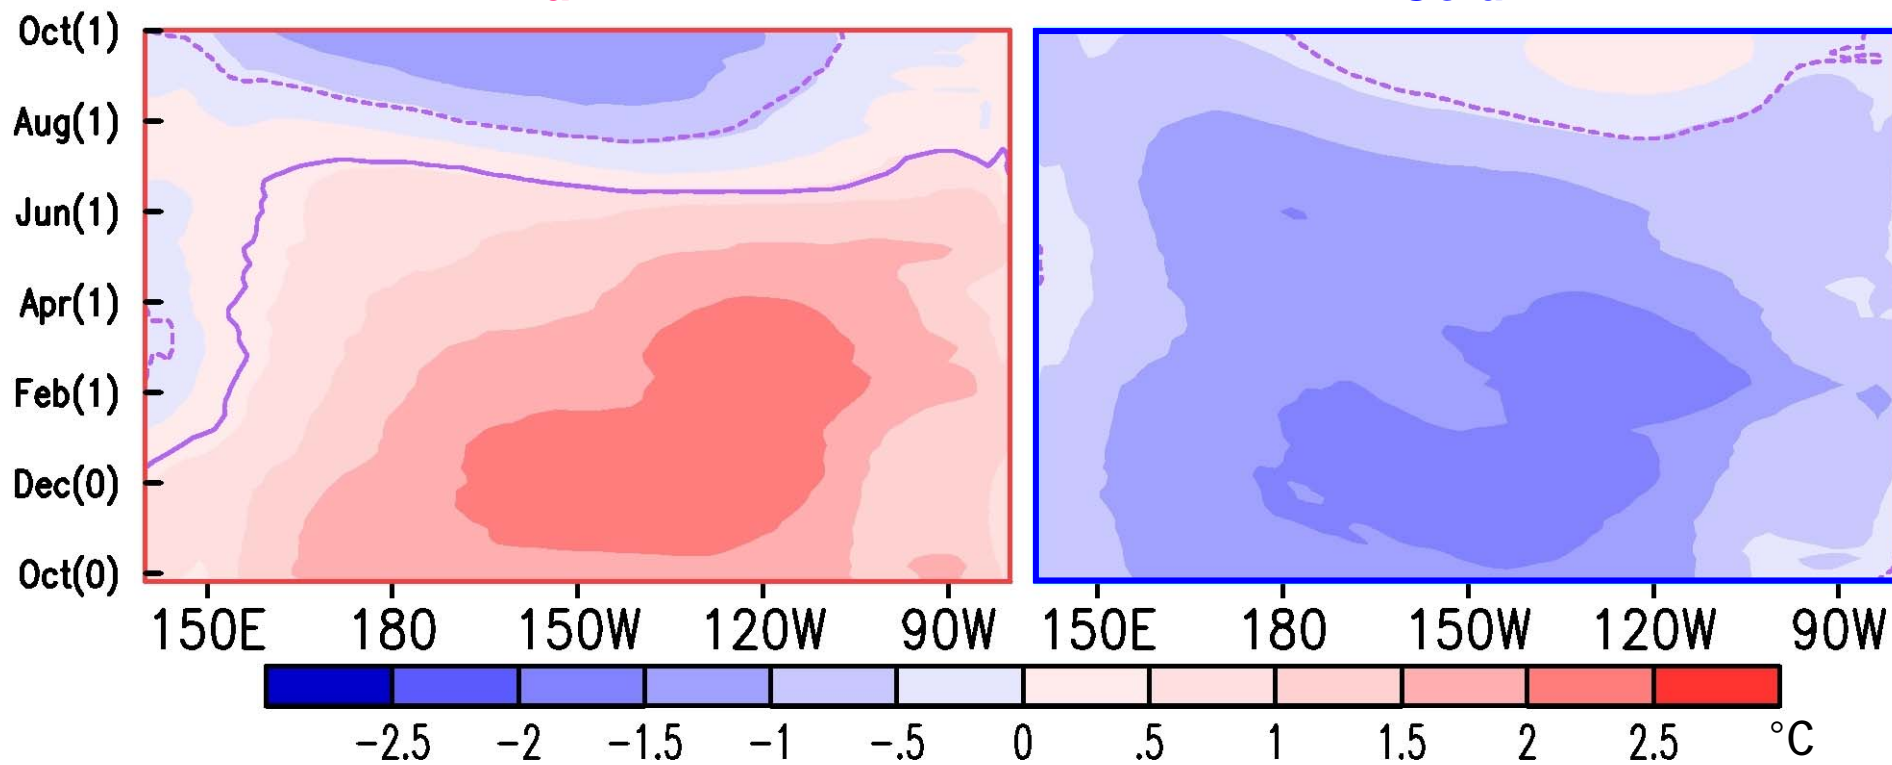 Oct(1)
Aug(1)
Jun(1)
Apr(1)
Feb(1)
Dec(0)
Oct(0)
150E 180 150W 120W 90W 150E 180 150W 120W 90W
-2.5 -2 -1.5 -1 -.5 0 .5 1 1.5 2 2.5 °C